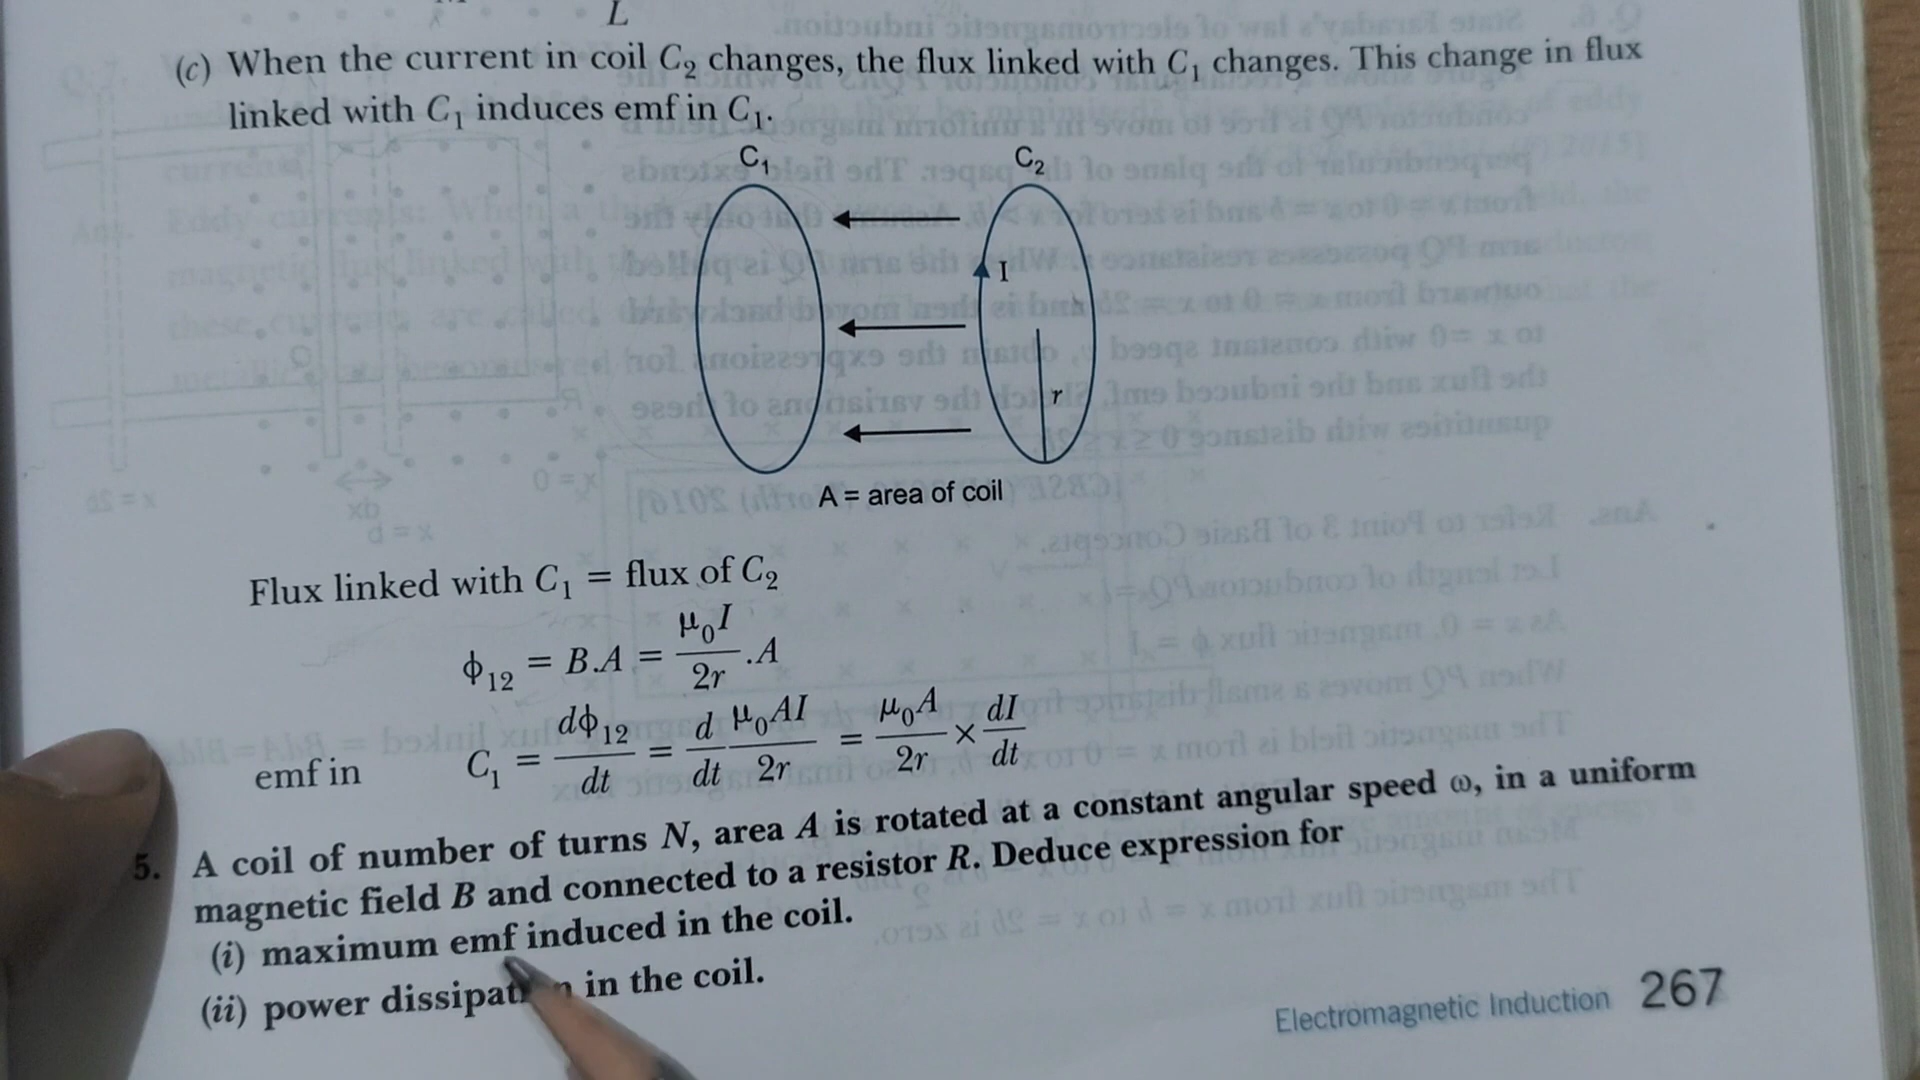 L
(c) When the current in coil C₂ changes, the flux linked with C₁ changes. This change in flux
linked with C₁ induces emf in C₁.
C₁ C₂
I
r
A = area of coil
Flux linked with C₁ = flux of C₂
ϕ₁₂ = B.A = μ₀I / 2r .A
emf in C₁ = dϕ₁₂/dt = d/dt μ₀AI/2r = μ₀A/2r × dI/dt
5. A coil of number of turns N, area A is rotated at a constant angular speed ω, in a uniform
magnetic field B and connected to a resistor R. Deduce expression for
(i) maximum emf induced in the coil.
(ii) power dissipation in the coil.
Electromagnetic Induction 267